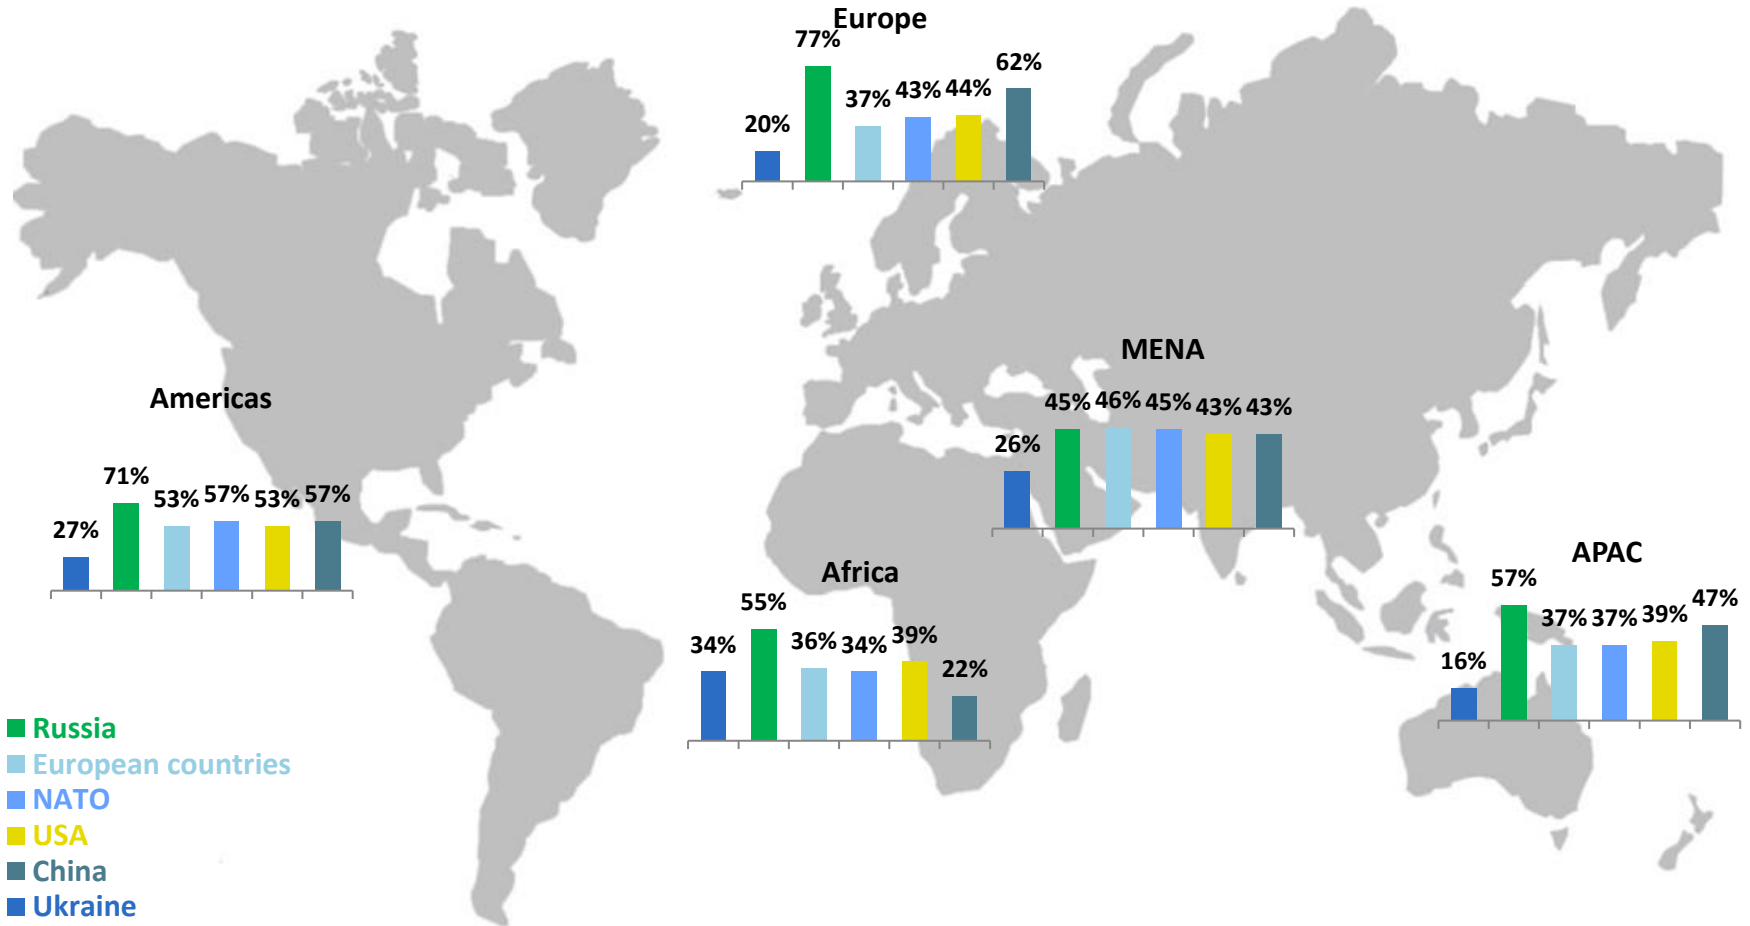 Europe
77%
62%
37%
43%
44%
20%
MENA
45%
46%
45%
43%
43%
26%
Americas
71%
53%
57%
53%
57%
27%
Africa
55%
34%
36%
34%
39%
22%
APAC
57%
37%
37%
39%
47%
16%
Russia
European countries
NATO
USA
China
Ukraine